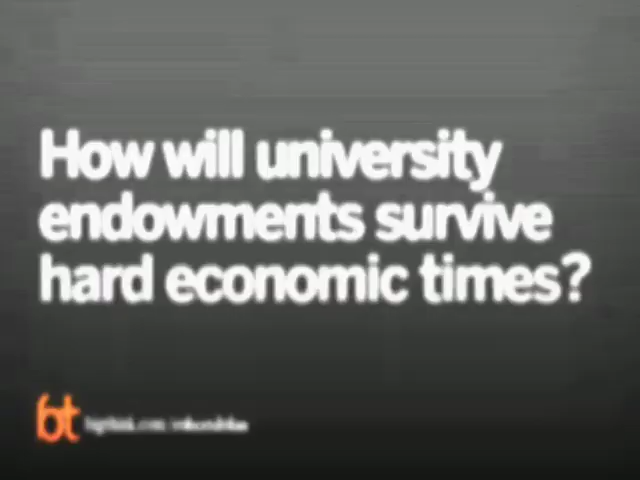 How will university
endowments survive
hard economic times?
bt